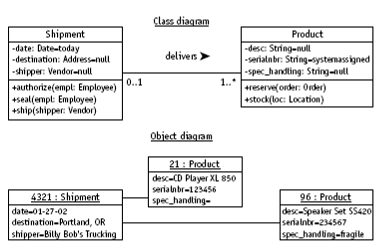 Class diagram
Shipment
-date: Date=today
-destination: Address=null
-shipper: Vendor=null
+authorize(empl: Employee)
+seal(empl: Employee)
+ship(shipper: Vendor)
delivers
0..1
1..*
Product
-desc: String=null
-serialnbr: String=systemassigned
-spec_handling: String=null
+reserve(order: Order)
+stock(loc: Location)
Object diagram
21 : Product
desc=CD Player XL 850
serialnbr=123456
spec_handling=
4321 : Shipment
date=01-27-02
destination=Portland, OR
shipper=Billy Bob's Trucking
96 : Product
desc=Speaker Set SS420
serialnbr=234567
spec_handling=fragile